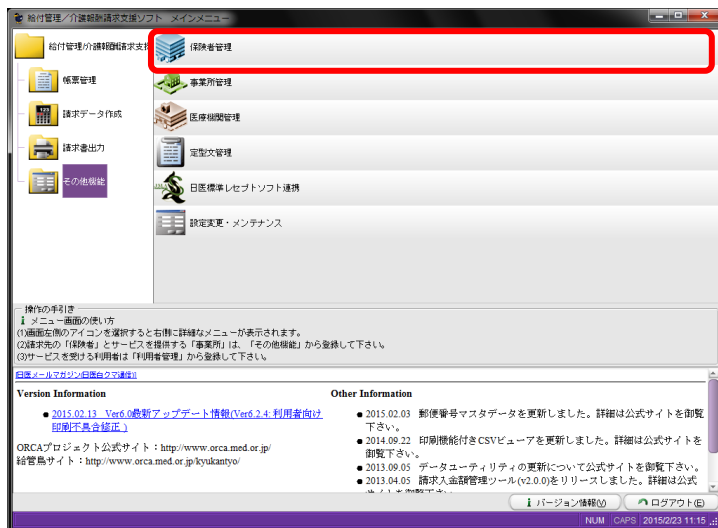 給付管理／介護報酬請求支援ソフト メインメニュー
給付管理/介護報酬請求支援
帳票管理
請求データ作成
請求書出力
その他機能
保険者管理
事業所管理
医療機関管理
定型文管理
日医標準レセプトソフト連携
設定変更・メンテナンス
操作の手引き
メニュー画面の使い方
(1)画面左側のアイコンを選択すると右側に詳細なメニューが表示されます。
(2)請求先の「保険者」とサービスを提供する「事業所」は、「その他機能」から登録して下さい。
(3)サービスを受ける利用者は「利用者管理」から登録して下さい。
日医メールマガジン(日医白クマ通信)
Version Information
● 2015.02.13 Ver6.0最新アップデート情報(Ver6.2.4: 利用者向け
印刷不具合修正 )
ORCAプロジェクト公式サイト：http://www.orca.med.or.jp/
給管鳥サイト：http://www.orca.med.or.jp/kyukantyo/
Other Information
● 2015.02.03 郵便番号マスタデータを更新しました。詳細は公式サイトを御覧
下さい。
● 2014.09.22 印刷機能付きCSVビューアを更新しました。詳細は公式サイトを
御覧下さい。
● 2013.09.05 データユーティリティの更新について公式サイトを御覧下さい。
● 2013.04.05 請求入金額管理ツール(v2.0.0)をリリースしました。詳細は公式
バージョン情報(V)
ログアウト(E)
NUM CAPS 2015/2/23 11:15